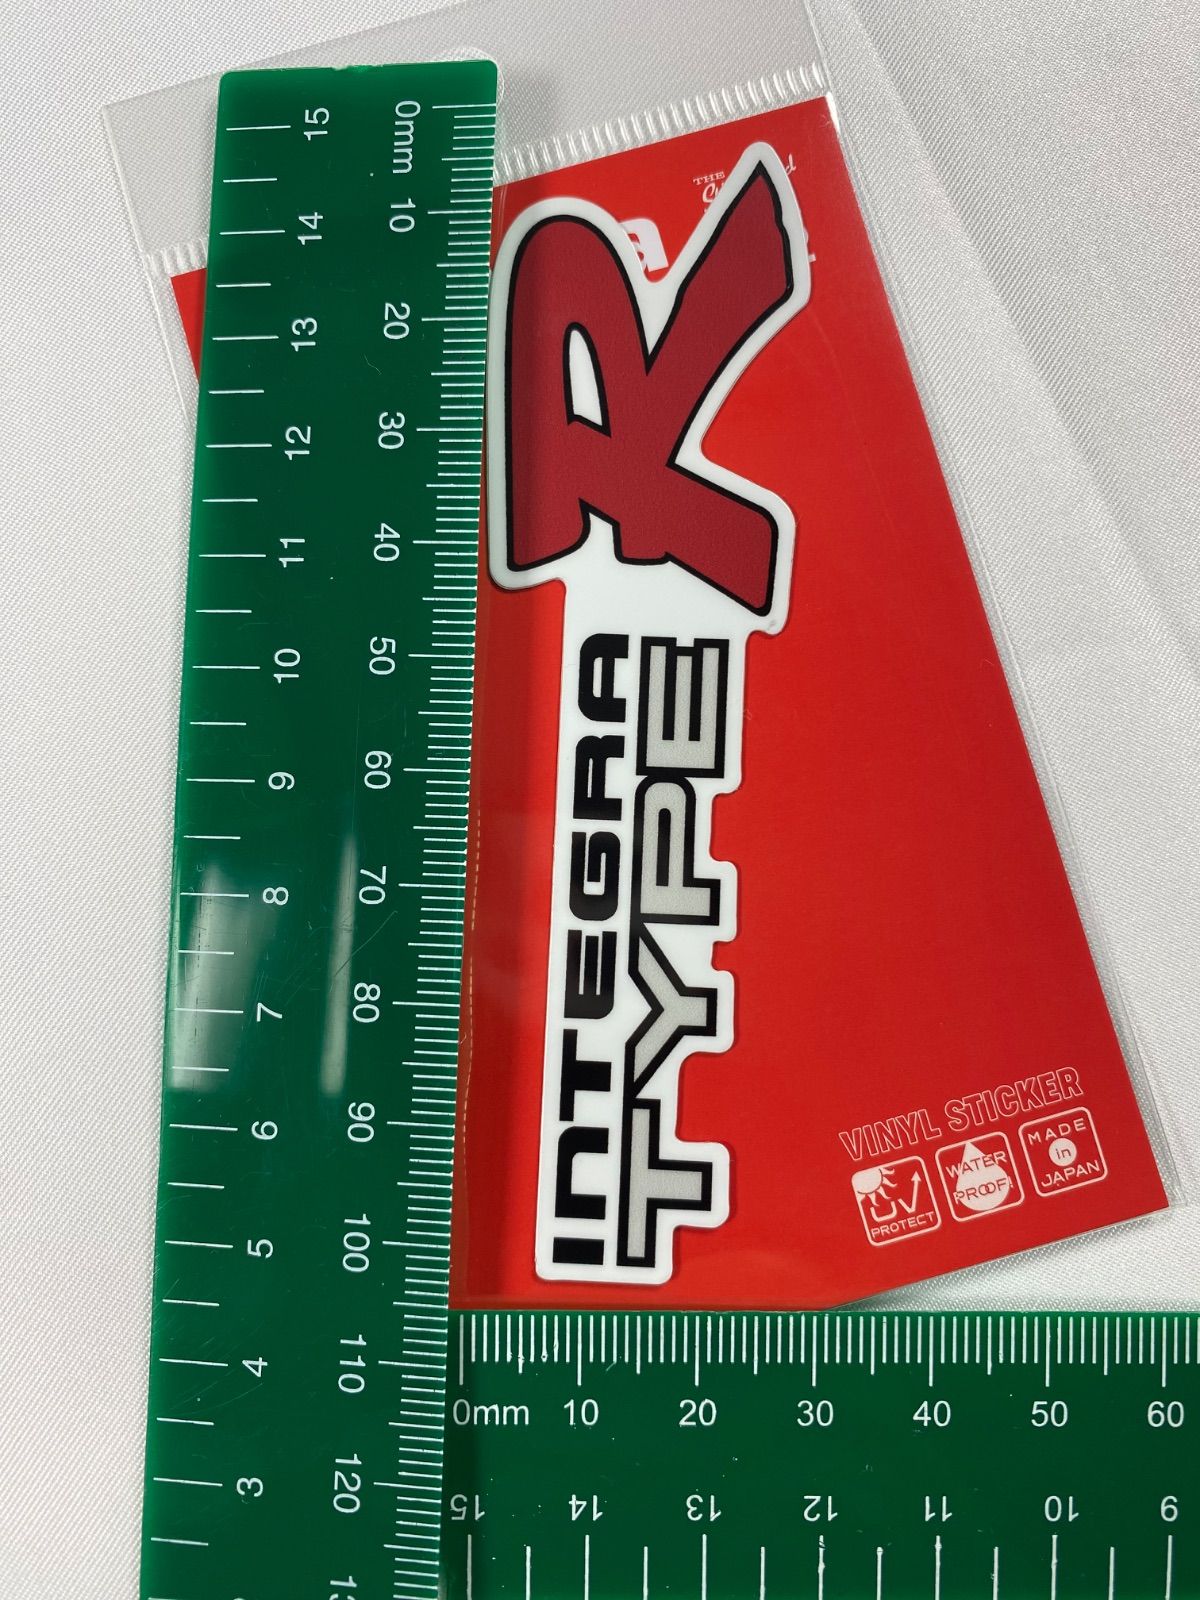 0mm 10 20 30 40 50 60 70 80 90 100 110 120
15 14 13 12 11 10 9 8 7 6 5 4 3
THE
R
INTEGRA
TYPE
VINYL STICKER
UV
PROTECT
WATER
PROOF!
MADE
in
JAPAN
0mm 10 20 30 40 50 60
15 14 13 12 11 10 9